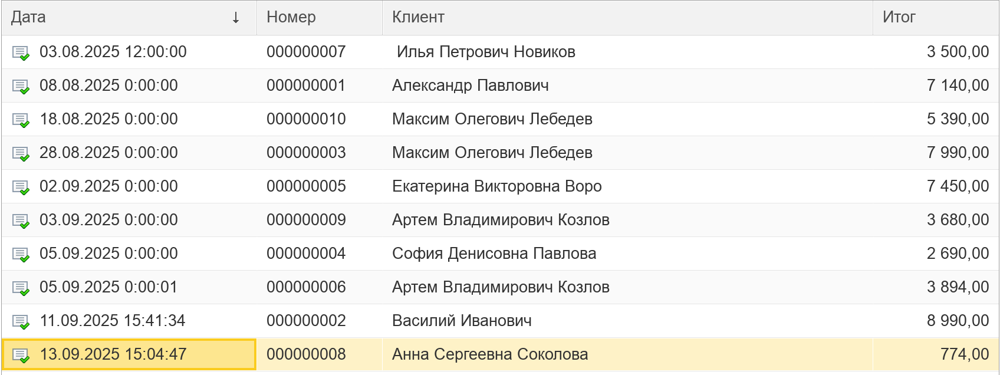 Дата ↓ Номер Клиент Итог
03.08.2025 12:00:00 000000007 Илья Петрович Новиков 3 500,00
08.08.2025 0:00:00 000000001 Александр Павлович 7 140,00
18.08.2025 0:00:00 000000010 Максим Олегович Лебедев 5 390,00
28.08.2025 0:00:00 000000003 Максим Олегович Лебедев 7 990,00
02.09.2025 0:00:00 000000005 Екатерина Викторовна Воро 7 450,00
03.09.2025 0:00:00 000000009 Артем Владимирович Козлов 3 680,00
05.09.2025 0:00:00 000000004 София Денисовна Павлова 2 690,00
05.09.2025 0:00:01 000000006 Артем Владимирович Козлов 3 894,00
11.09.2025 15:41:34 000000002 Василий Иванович 8 990,00
13.09.2025 15:04:47 000000008 Анна Сергеевна Соколова 774,00